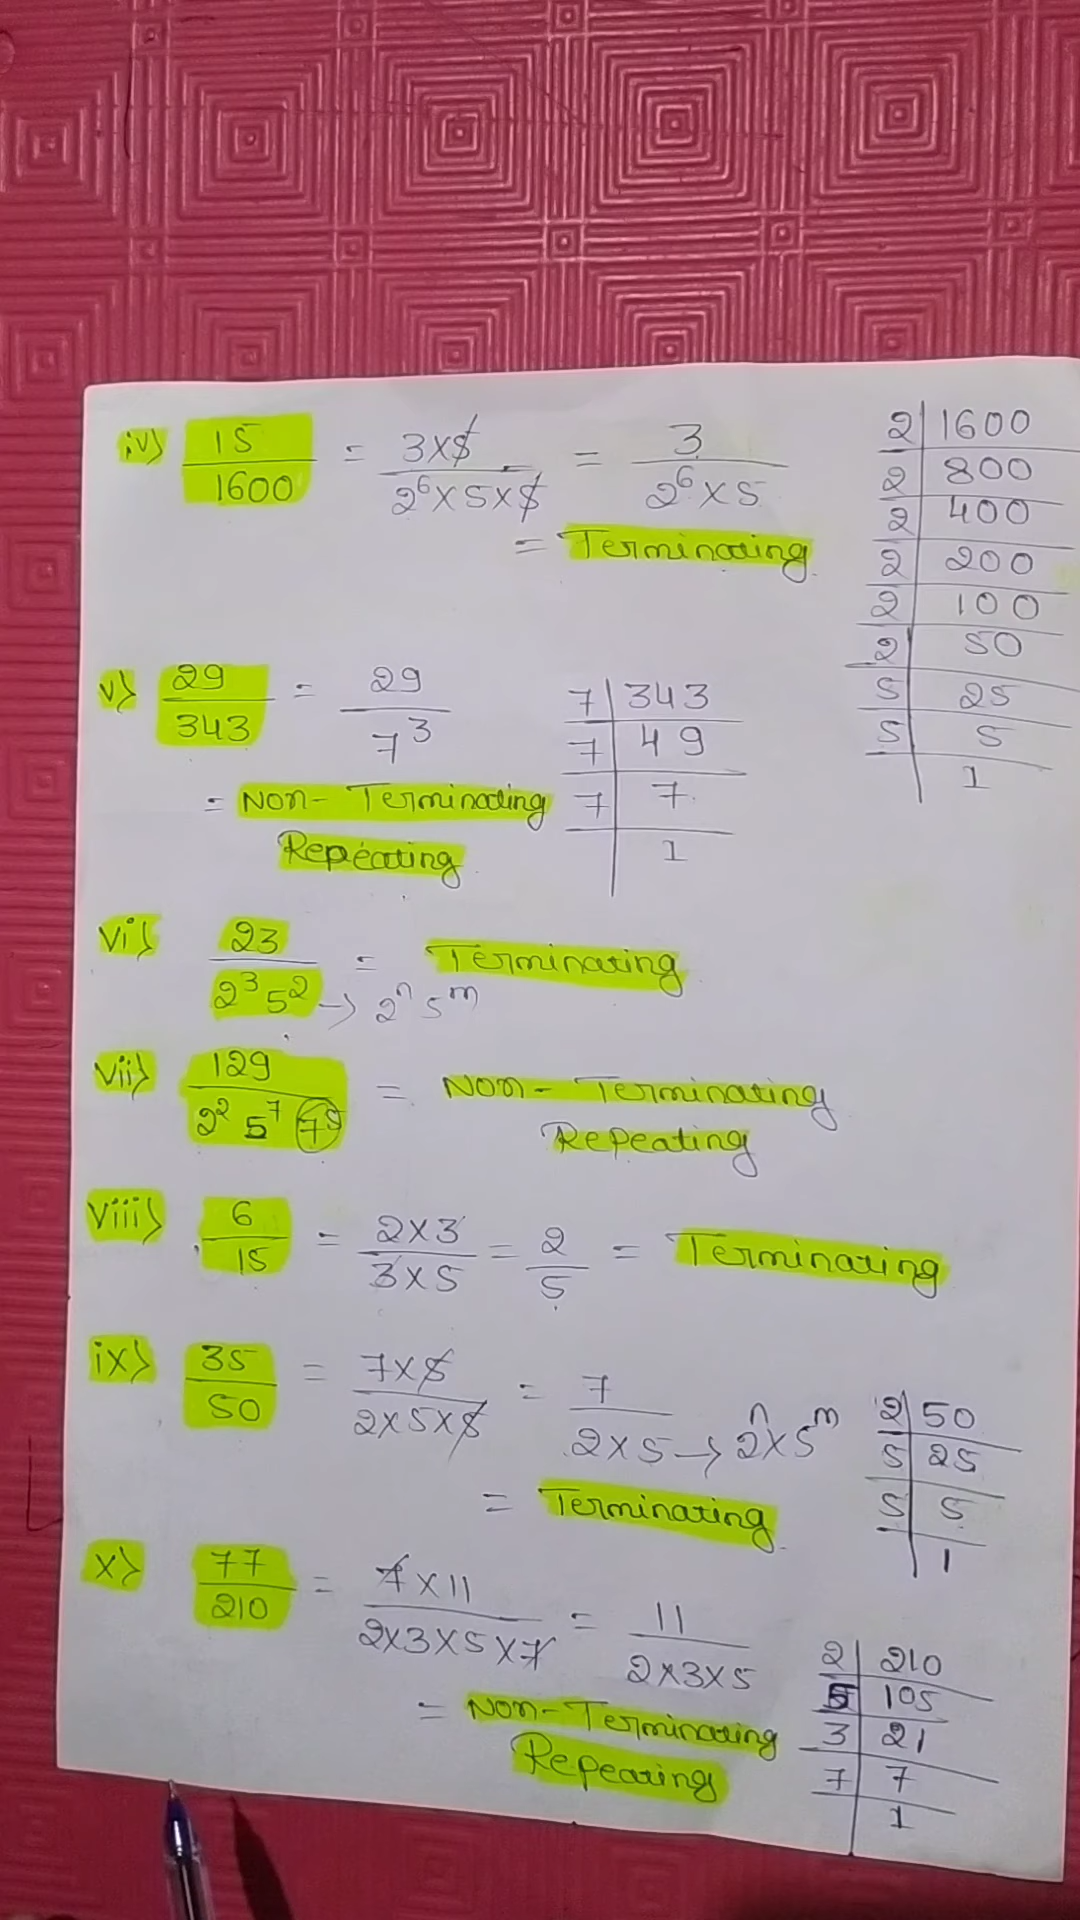 iv) 15/1600 = 3×5/2⁶×5×5 = 3/2⁶×5
= Terminating
2 | 1600
2 | 800
2 | 400
2 | 200
2 | 100
2 | 50
5 | 25
5 | 5
1
v) 29/343 = 29/7³
= Non-Terminating
Repeating
7 | 343
7 | 49
7 | 7
1
vi) 23/2³5² → 2ⁿ5ᵐ = Terminating
vii) 129/2² 5⁷ 7⁵ = Non-Terminating
Repeating
viii) 6/15 = 2×3/3×5 = 2/5 = Terminating
ix) 35/50 = 7×5/2×5×5 = 7/2×5 → 2ⁿ×5ᵐ
= Terminating
2 | 50
5 | 25
5 | 5
1
x) 77/210 = 7×11/2×3×5×7 = 11/2×3×5
= Non-Terminating
Repeating
2 | 210
5 | 105
3 | 21
7 | 7
1